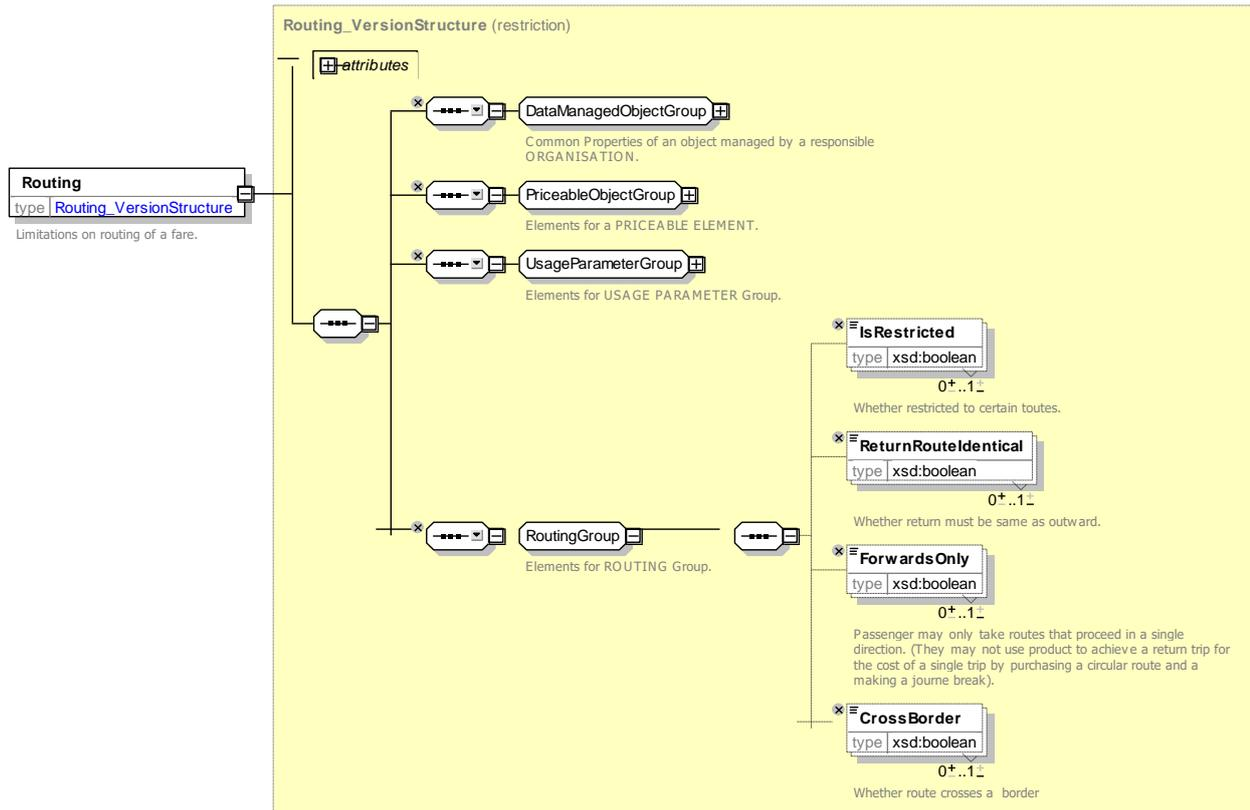 Routing_VersionStructure (restriction)
attributes
DataManagedObjectGroup
Common Properties of an object managed by a responsible
ORGANISATION.
Routing
type Routing_VersionStructure
Limitations on routing of a fare.
PriceableObjectGroup
Elements for a PRICEABLE ELEMENT.
UsageParameterGroup
Elements for USAGE PARAMETER Group.
IsRestricted
type xsd:boolean
0..1
Whether restricted to certain toutes.
ReturnRouteIdentical
type xsd:boolean
0..1
Whether return must be same as outward.
RoutingGroup
Elements for ROUTING Group.
ForwardsOnly
type xsd:boolean
0..1
Passenger may only take routes that proceed in a single
direction. (They may not use product to achieve a return trip for
the cost of a single trip by purchasing a circular route and a
making a journe break).
CrossBorder
type xsd:boolean
0..1
Whether route crosses a border